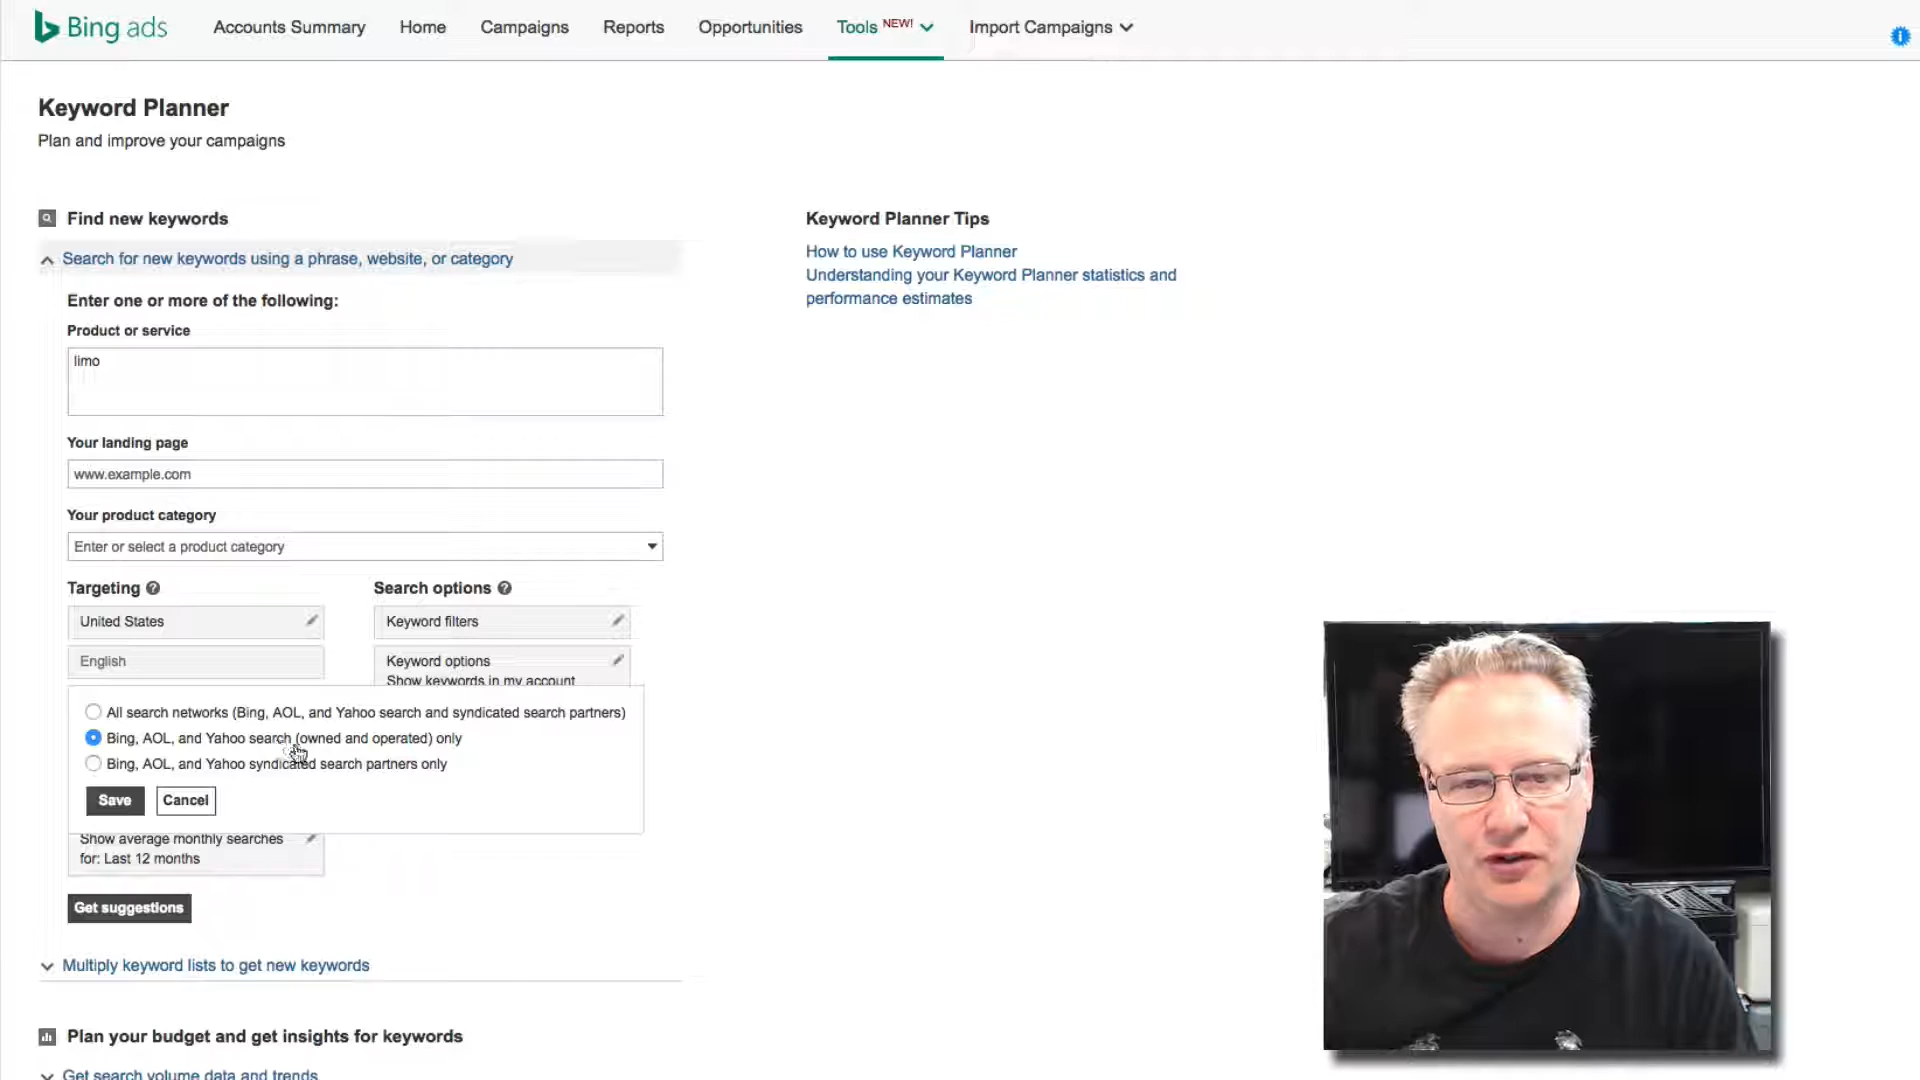 Bing ads
Accounts Summary
Home
Campaigns
Reports
Opportunities
Tools NEW!
Import Campaigns
Keyword Planner
Plan and improve your campaigns
Find new keywords
Search for new keywords using a phrase, website, or category
Enter one or more of the following:
Product or service
limo
Your landing page
www.example.com
Your product category
Enter or select a product category
Targeting
United States
English
Search options
Keyword filters
Keyword options
Show keywords in my account
All search networks (Bing, AOL, and Yahoo search and syndicated search partners)
Bing, AOL, and Yahoo search (owned and operated) only
Bing, AOL, and Yahoo syndicated search partners only
Save
Cancel
Show average monthly searches
for: Last 12 months
Get suggestions
Multiply keyword lists to get new keywords
Plan your budget and get insights for keywords
Get search volume data and trends
Keyword Planner Tips
How to use Keyword Planner
Understanding your Keyword Planner statistics and
performance estimates